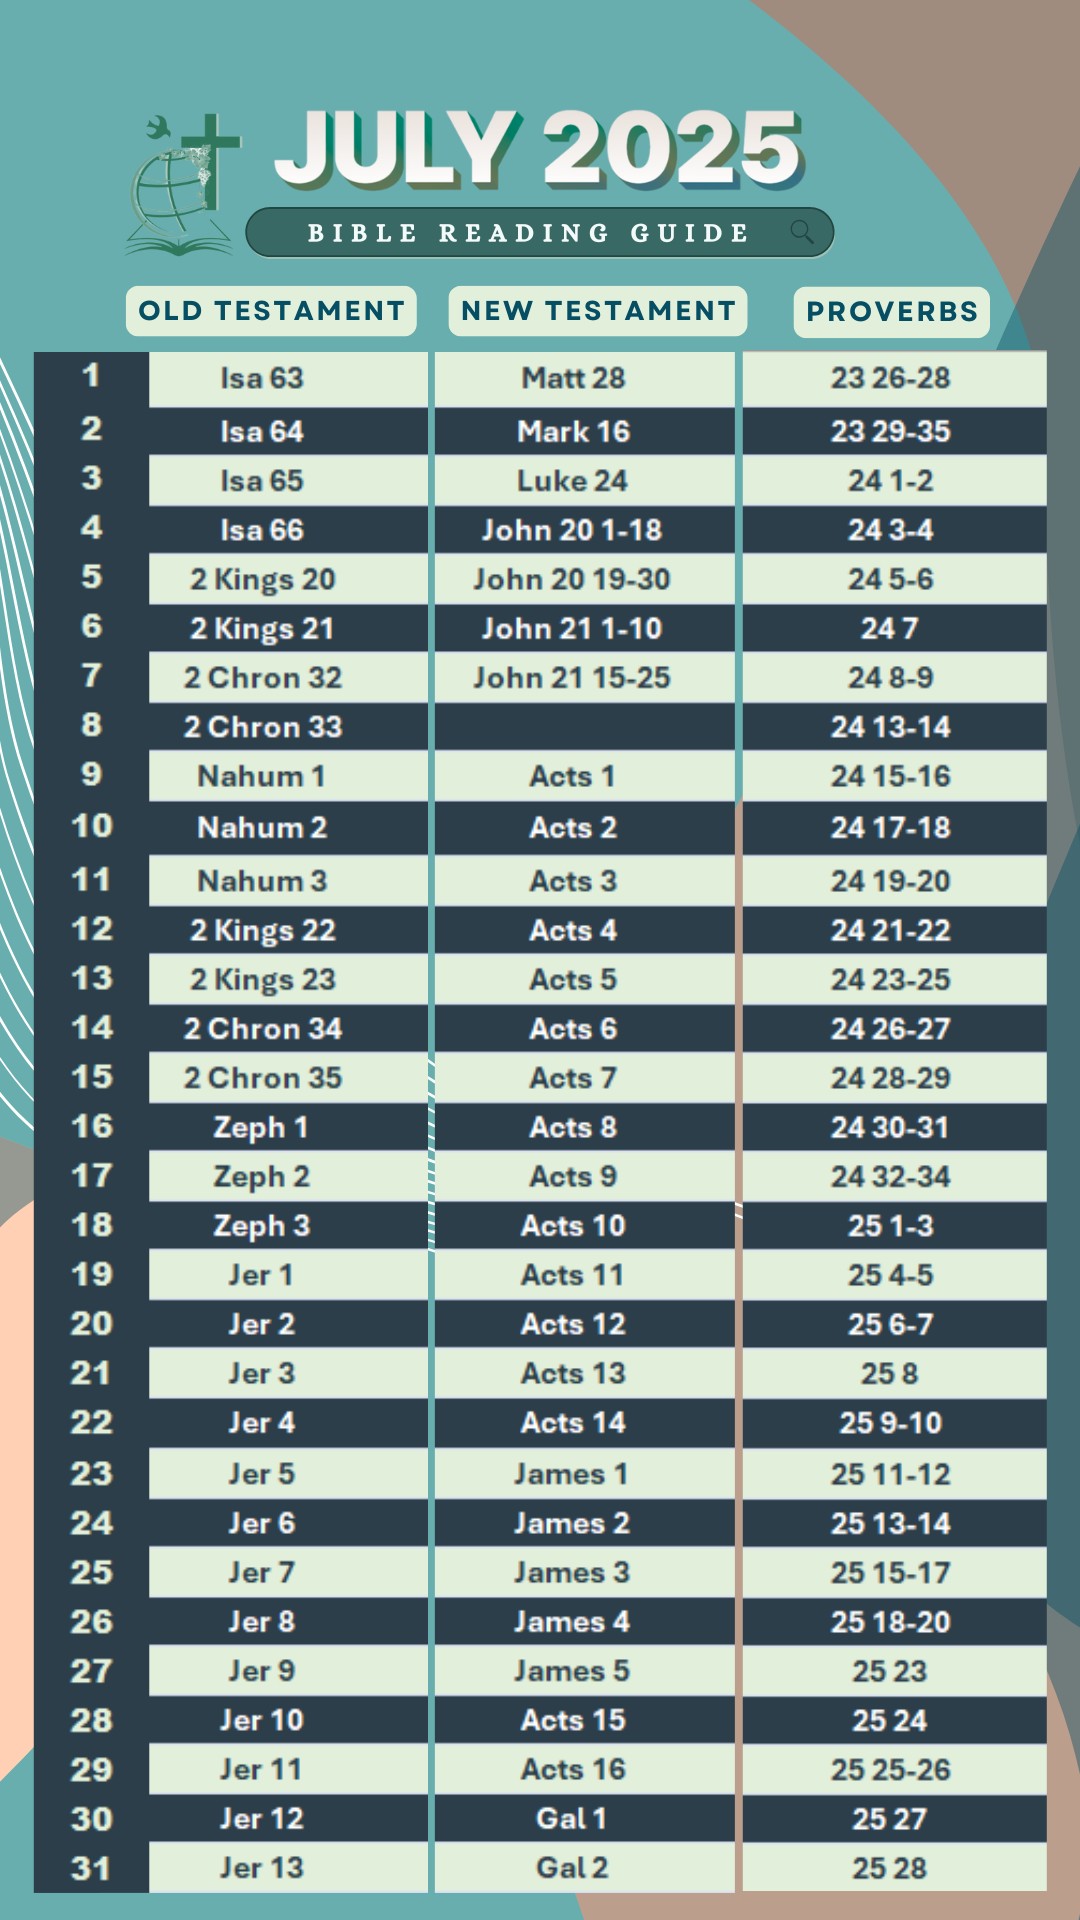 JULY 2025
BIBLE READING GUIDE
OLD TESTAMENT NEW TESTAMENT PROVERBS
1 Isa 63 Matt 28 23 26-28
2 Isa 64 Mark 16 23 29-35
3 Isa 65 Luke 24 24 1-2
4 Isa 66 John 20 1-18 24 3-4
5 2 Kings 20 John 20 19-30 24 5-6
6 2 Kings 21 John 21 1-10 24 7
7 2 Chron 32 John 21 15-25 24 8-9
8 2 Chron 33 24 13-14
9 Nahum 1 Acts 1 24 15-16
10 Nahum 2 Acts 2 24 17-18
11 Nahum 3 Acts 3 24 19-20
12 2 Kings 22 Acts 4 24 21-22
13 2 Kings 23 Acts 5 24 23-25
14 2 Chron 34 Acts 6 24 26-27
15 2 Chron 35 Acts 7 24 28-29
16 Zeph 1 Acts 8 24 30-31
17 Zeph 2 Acts 9 24 32-34
18 Zeph 3 Acts 10 25 1-3
19 Jer 1 Acts 11 25 4-5
20 Jer 2 Acts 12 25 6-7
21 Jer 3 Acts 13 25 8
22 Jer 4 Acts 14 25 9-10
23 Jer 5 James 1 25 11-12
24 Jer 6 James 2 25 13-14
25 Jer 7 James 3 25 15-17
26 Jer 8 James 4 25 18-20
27 Jer 9 James 5 25 23
28 Jer 10 Acts 15 25 24
29 Jer 11 Acts 16 25 25-26
30 Jer 12 Gal 1 25 27
31 Jer 13 Gal 2 25 28